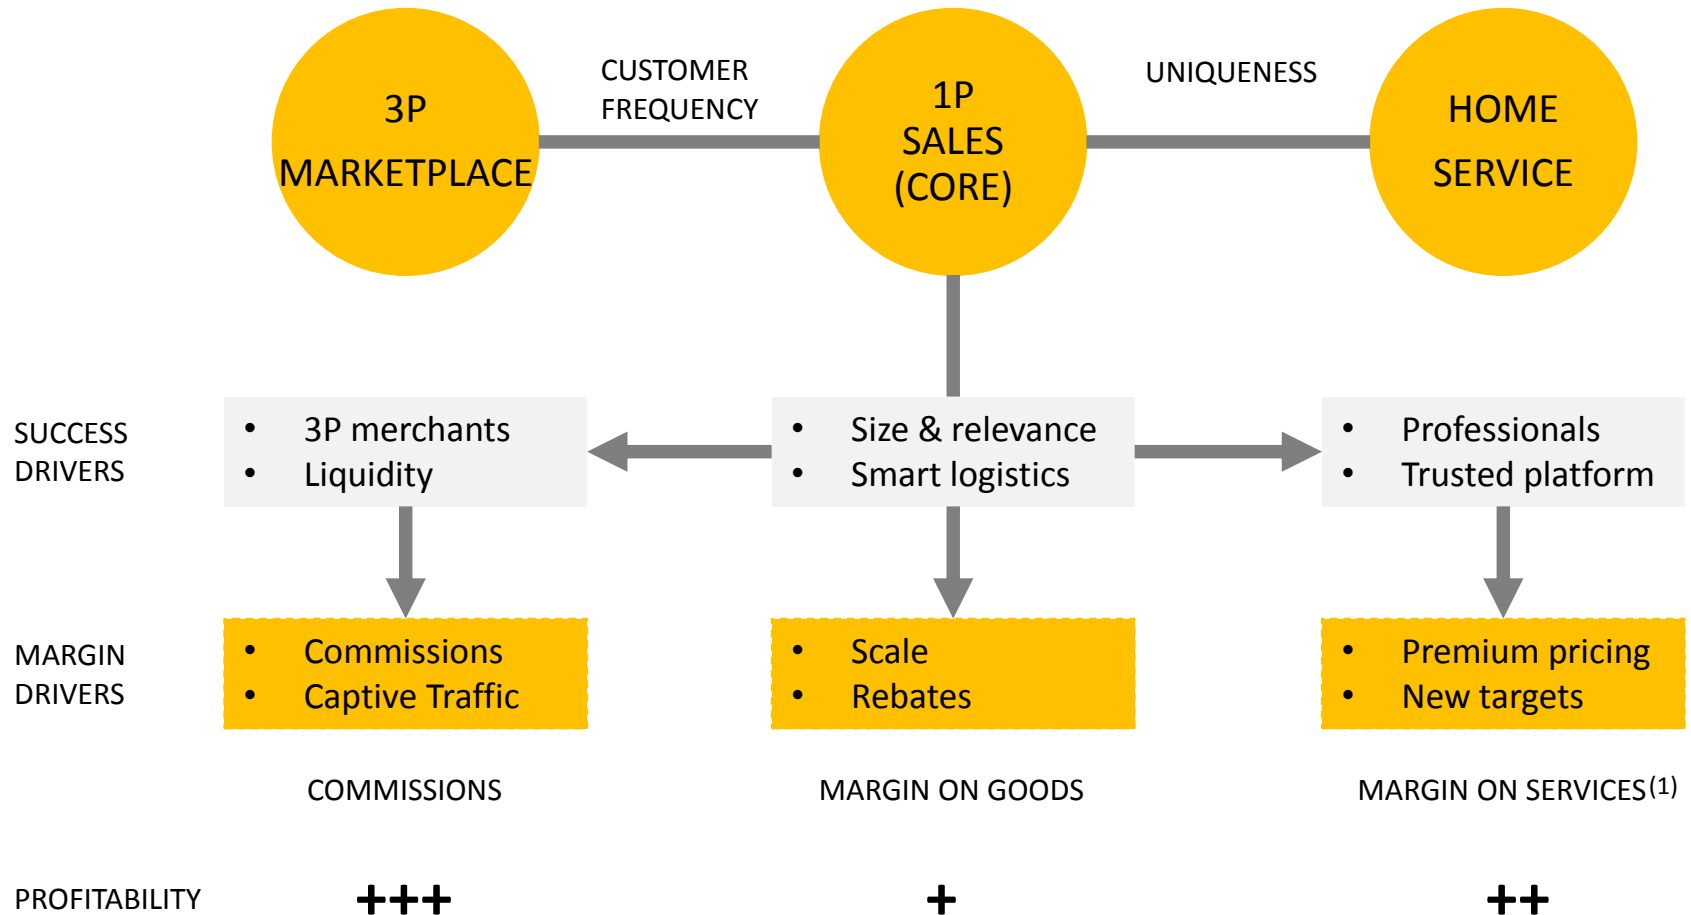 3P
MARKETPLACE
CUSTOMER
FREQUENCY
1P
SALES
(CORE)
UNIQUENESS
HOME
SERVICE
SUCCESS
DRIVERS
• 3P merchants
• Liquidity
• Size & relevance
• Smart logistics
• Professionals
• Trusted platform
MARGIN
DRIVERS
• Commissions
• Captive Traffic
• Scale
• Rebates
• Premium pricing
• New targets
COMMISSIONS
MARGIN ON GOODS
MARGIN ON SERVICES(1)
PROFITABILITY
+++
+
++